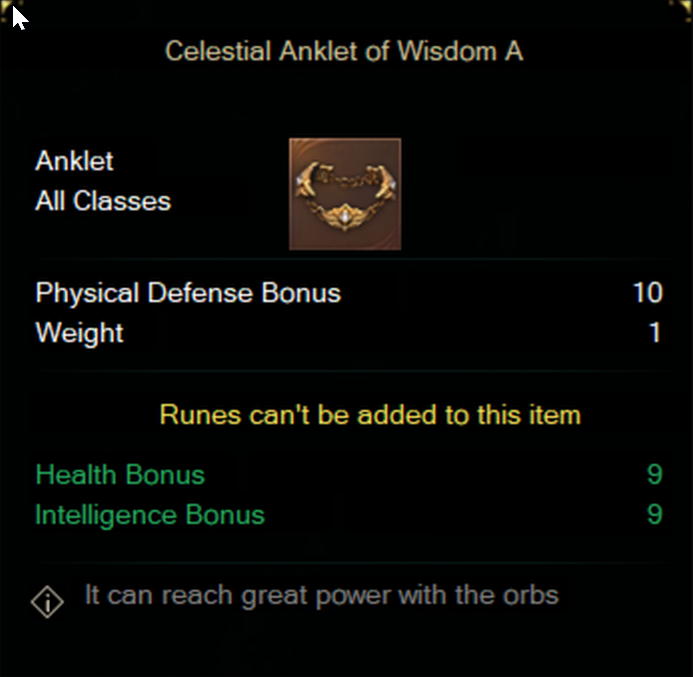 Celestial Anklet of Wisdom A
Anklet
All Classes
Physical Defense Bonus 10
Weight 1
Runes can't be added to this item
Health Bonus 9
Intelligence Bonus 9
It can reach great power with the orbs